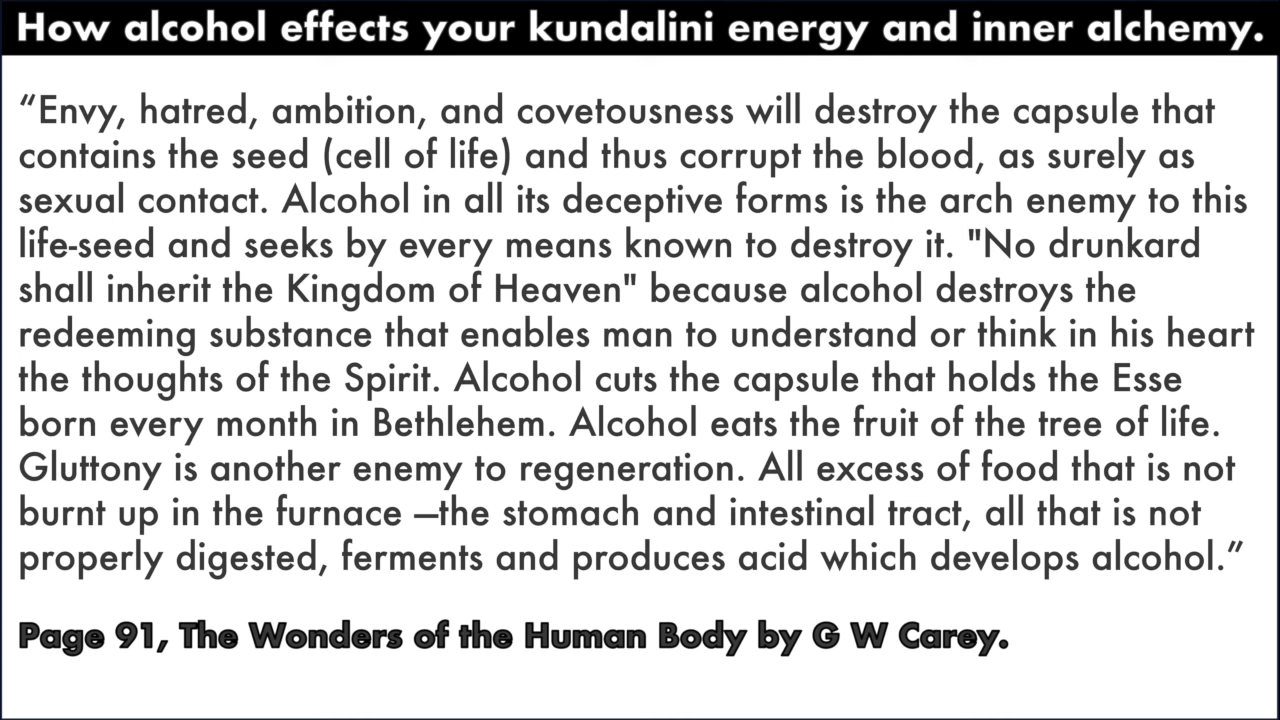 How alcohol effects your kundalini energy and inner alchemy.
“Envy, hatred, ambition, and covetousness will destroy the capsule that
contains the seed (cell of life) and thus corrupt the blood, as surely as
sexual contact. Alcohol in all its deceptive forms is the arch enemy to this
life-seed and seeks by every means known to destroy it. "No drunkard
shall inherit the Kingdom of Heaven" because alcohol destroys the
redeeming substance that enables man to understand or think in his heart
the thoughts of the Spirit. Alcohol cuts the capsule that holds the Esse
born every month in Bethlehem. Alcohol eats the fruit of the tree of life.
Gluttony is another enemy to regeneration. All excess of food that is not
burnt up in the furnace —the stomach and intestinal tract, all that is not
properly digested, ferments and produces acid which develops alcohol.”
Page 91, The Wonders of the Human Body by G W Carey.